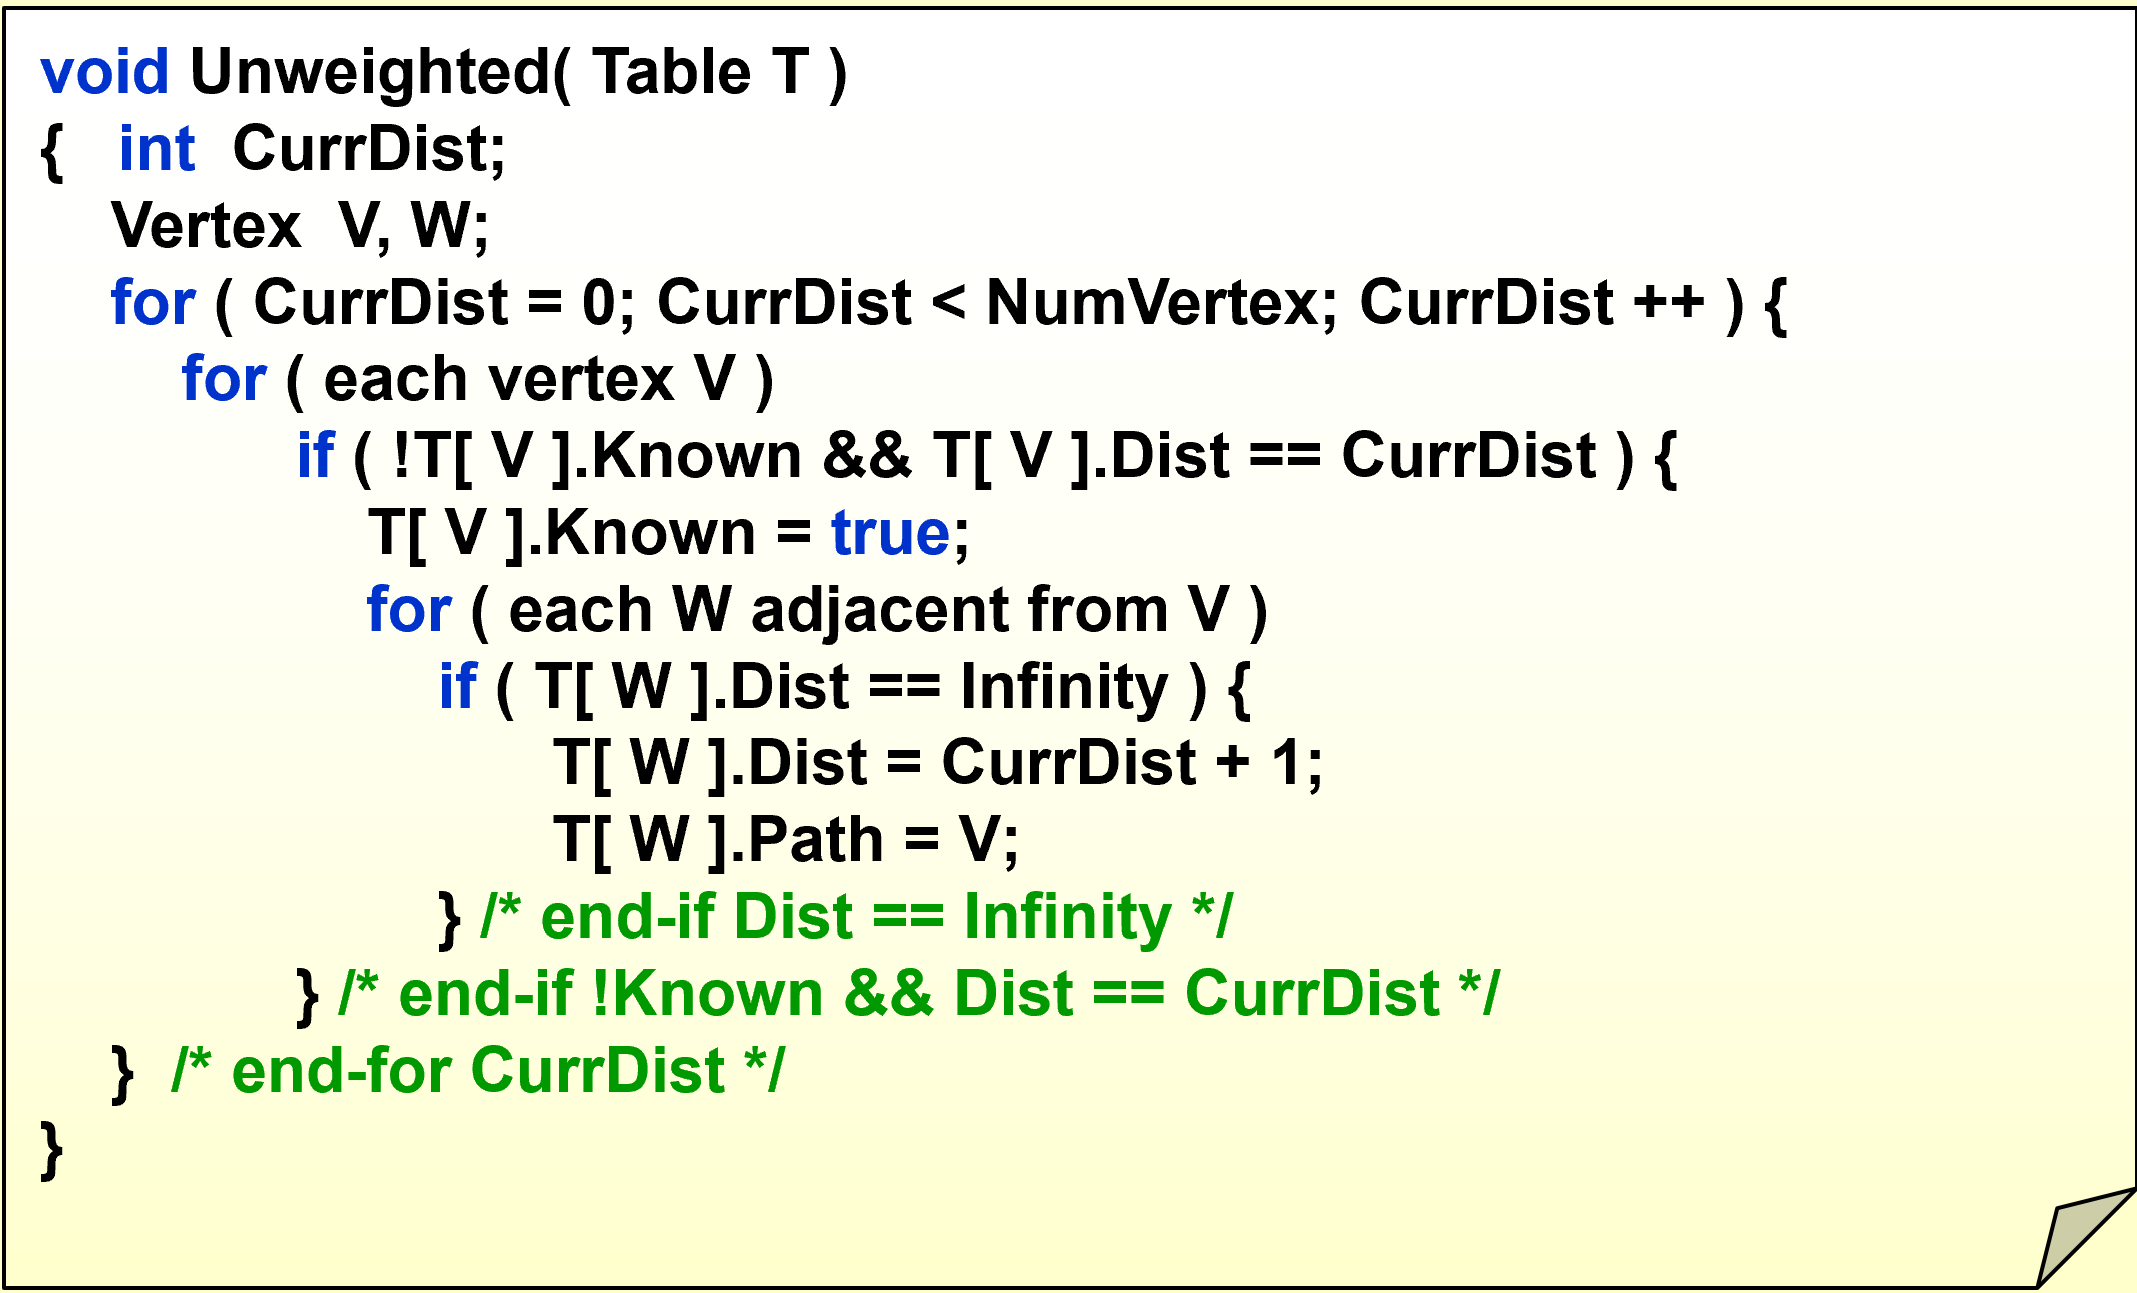 void Unweighted( Table T )
{   int  CurrDist;
    Vertex  V, W;
    for ( CurrDist = 0; CurrDist < NumVertex; CurrDist ++ ) {
        for ( each vertex V )
            if ( !T[ V ].Known && T[ V ].Dist == CurrDist ) {
                T[ V ].Known = true;
                for ( each W adjacent from V )
                    if ( T[ W ].Dist == Infinity ) {
                        T[ W ].Dist = CurrDist + 1;
                        T[ W ].Path = V;
                    } /* end-if Dist == Infinity */
            } /* end-if !Known && Dist == CurrDist */
    }  /* end-for CurrDist */
}